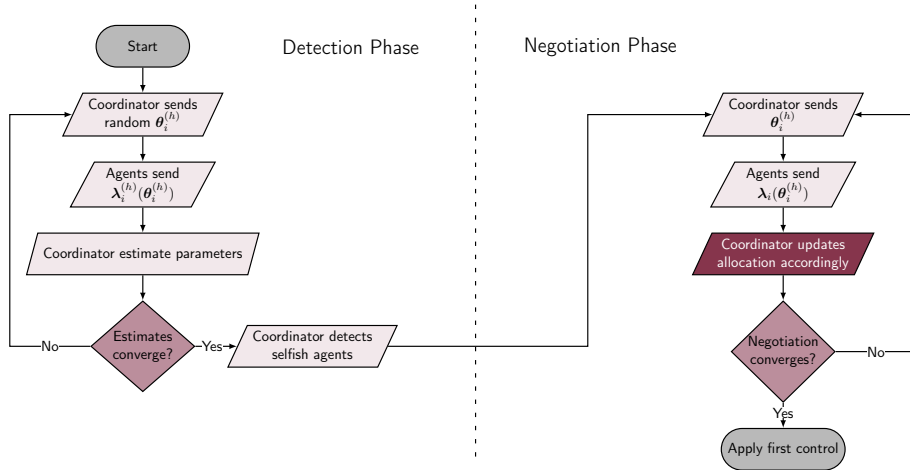 Start
Detection Phase
Negotiation Phase
Coordinator sends
random θ_i^(h)
Agents send
λ_i^(h)(θ_i^(h))
Coordinator estimate parameters
Estimates
converge?
No
Yes
Coordinator detects
selfish agents
Coordinator sends
θ_i^(h)
Agents send
λ_i(θ_i^(h))
Coordinator updates
allocation accordingly
Negotiation
converges?
No
Yes
Apply first control